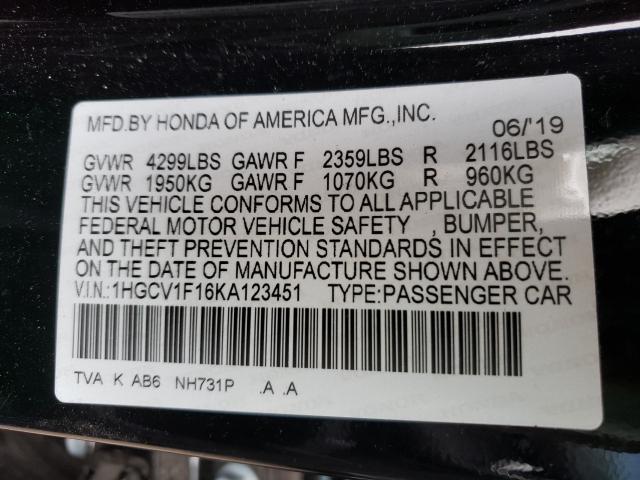 MFD.BY HONDA OF AMERICA MFG.,INC. 06/'19
GVWR 4299LBS GAWR F 2359LBS R 2116LBS
GVWR 1950KG GAWR F 1070KG R 960KG
THIS VEHICLE CONFORMS TO ALL APPLICABLE
FEDERAL MOTOR VEHICLE SAFETY , BUMPER,
AND THEFT PREVENTION STANDARDS IN EFFECT
ON THE DATE OF MANUFACTURE SHOWN ABOVE.
V.I.N.:1HGCV1F16KA123451 TYPE:PASSENGER CAR
TVA K AB6 NH731P .A .A